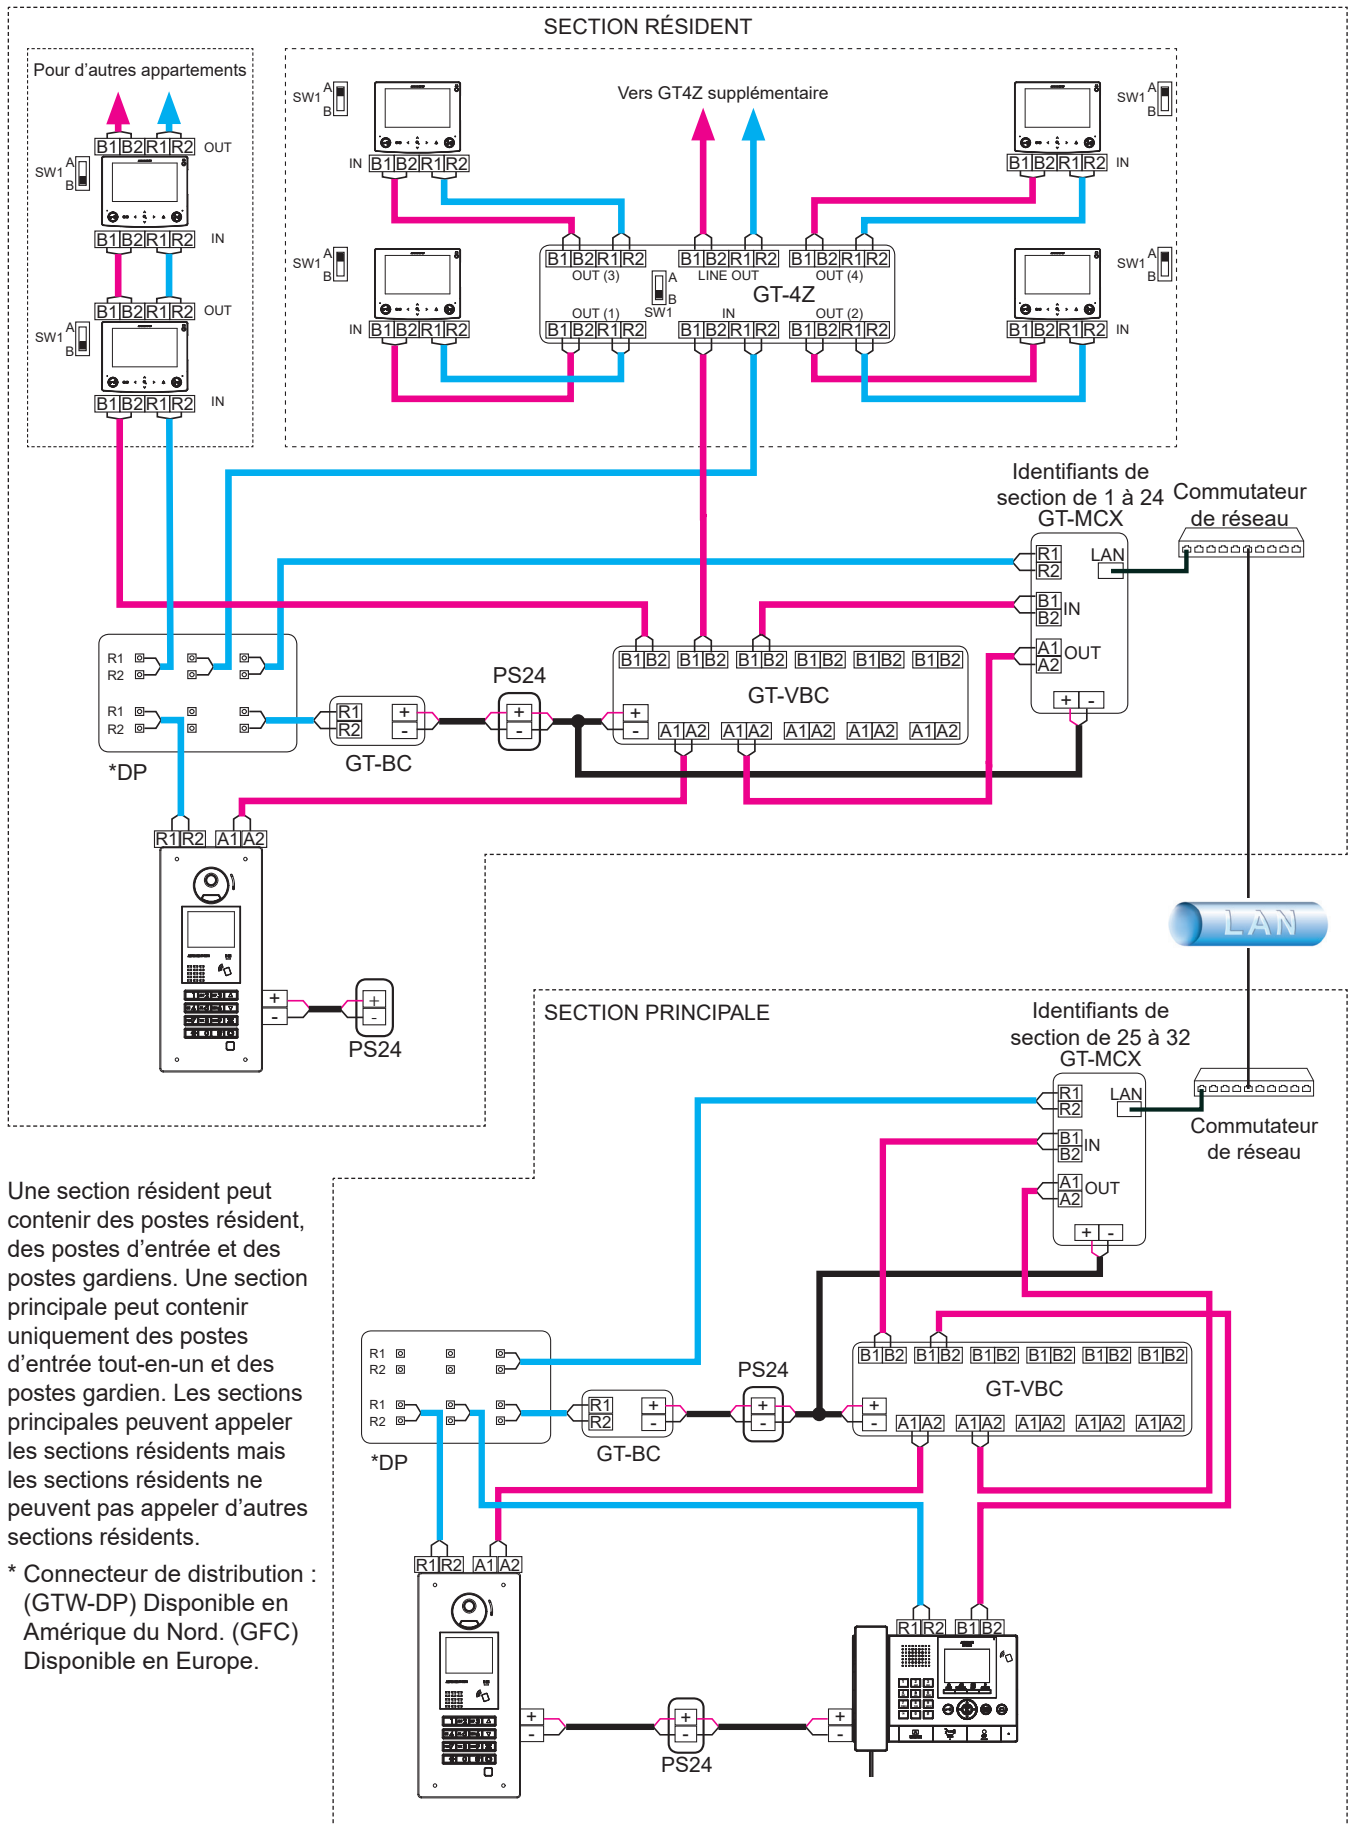 SECTION RÉSIDENT
Pour d'autres appartements
B1 B2 R1 R2 OUT
SW1 A B
B1 B2 R1 R2 IN
B1 B2 R1 R2 OUT
SW1 A B
B1 B2 R1 R2 IN
SW1 A B
IN B1 B2 R1 R2
Vers GT4Z supplémentaire
SW1 A B
B1 B2 R1 R2 IN
SW1 A B
IN B1 B2 R1 R2
SW1 A B
B1 B2 R1 R2 IN
B1 B2 R1 R2 B1 B2 R1 R2 B1 B2 R1 R2
OUT (3) LINE OUT OUT (4)
A B SW1
GT-4Z
OUT (1) IN OUT (2)
B1 B2 R1 R2 B1 B2 R1 R2 B1 B2 R1 R2
Identifiants de
section de 1 à 24
GT-MCX
Commutateur
de réseau
R1
R2
LAN
B1
B2
IN
A1
A2
OUT
+ -
R1
R2
R1
R2
*DP
R1
R2
+
-
GT-BC
PS24
+
-
+
-
B1 B2 B1 B2 B1 B2 B1 B2 B1 B2 B1 B2
GT-VBC
A1 A2 A1 A2 A1 A2 A1 A2 A1 A2
R1 R2 A1 A2
+
-
+
-
PS24
LAN
SECTION PRINCIPALE
Identifiants de
section de 25 à 32
GT-MCX
R1
R2
LAN
B1
B2
IN
A1
A2
OUT
+ -
Commutateur
de réseau
Une section résident peut
contenir des postes résident,
des postes d'entrée et des
postes gardiens. Une section
principale peut contenir
uniquement des postes
d'entrée tout-en-un et des
postes gardien. Les sections
principales peuvent appeler
les sections résidents mais
les sections résidents ne
peuvent pas appeler d'autres
sections résidents.
* Connecteur de distribution :
(GTW-DP) Disponible en
Amérique du Nord. (GFC)
Disponible en Europe.
R1
R2
R1
R2
*DP
R1
R2
+
-
GT-BC
PS24
+
-
+
-
B1 B2 B1 B2 B1 B2 B1 B2 B1 B2 B1 B2
GT-VBC
A1 A2 A1 A2 A1 A2 A1 A2 A1 A2
R1 R2 A1 A2
R1 R2 B1 B2
+
-
+
-
PS24
+
-